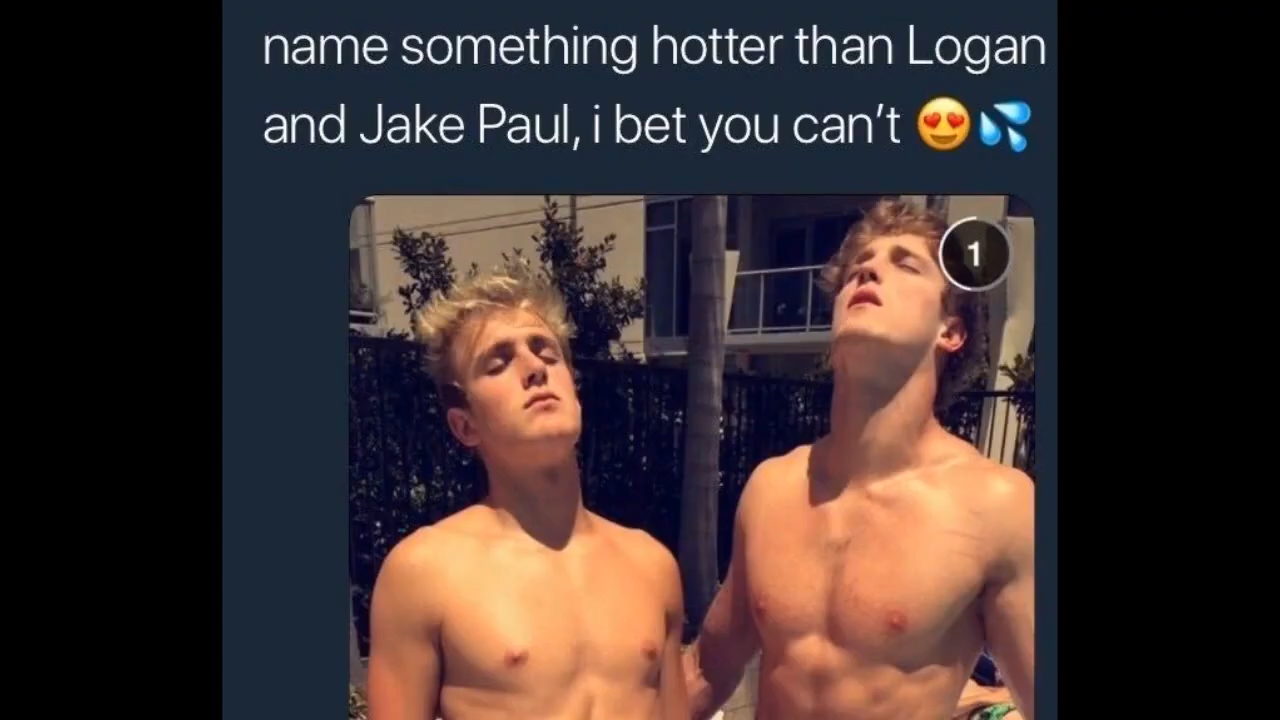 name something hotter than Logan
and Jake Paul, i bet you can’t 😍💦
1